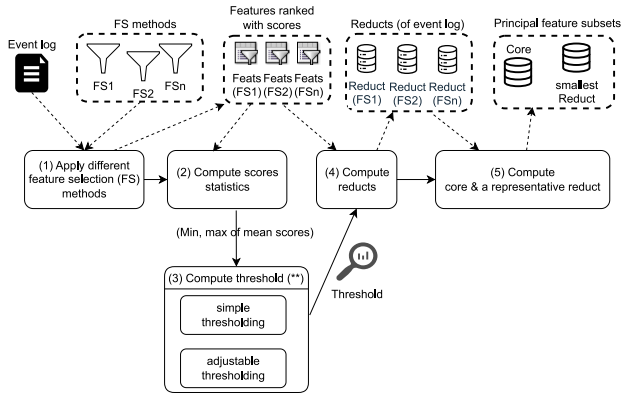 Event log
FS methods
FS1
FS2
FSn
Features ranked
with scores
Feats Feats Feats
(FS1) (FS2) (FSn)
Reducts (of event log)
Reduct Reduct Reduct
(FS1) (FS2) (FSn)
Principal feature subsets
Core
smallest
Reduct
(1) Apply different
feature selection (FS)
methods
(2) Compute scores
statistics
(4) Compute
reducts
(5) Compute
core & a representative reduct
(Min, max of mean scores)
(3) Compute threshold (**)
simple
thresholding
adjustable
thresholding
Threshold